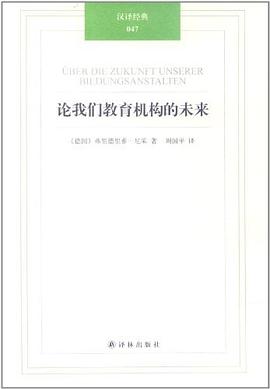 汉译经典
047
ÜBER DIE ZUKUNFT UNSERER
BILDUNGSANSTALTEN
论我们教育机构的未来
〔德国〕弗里德里希·尼采 著 周国平 译
译林出版社